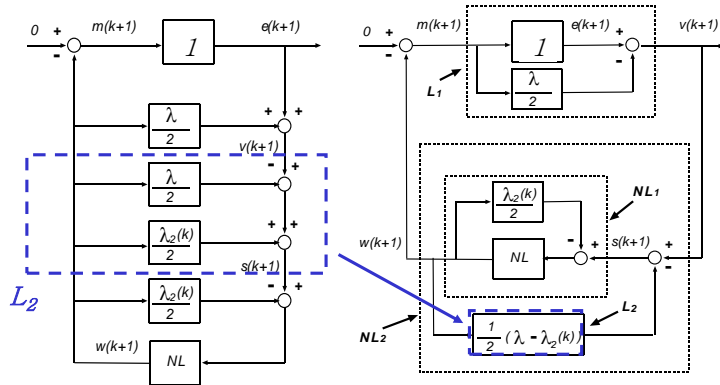 0
+
-
m(k+1)
1
e(k+1)
+
+
λ
2
v(k+1)
-
+
λ
2
+
+
λ₂(k)
2
s(k+1)
-
+
λ₂(k)
2
w(k+1)
NL
L₂
0
+
-
m(k+1)
1
e(k+1)
+
-
v(k+1)
λ
2
L₁
λ₂(k)
2
NL₁
-
+
NL
w(k+1)
s(k+1)
+
-
L₂
1
2
(λ - λ₂(k))
NL₂